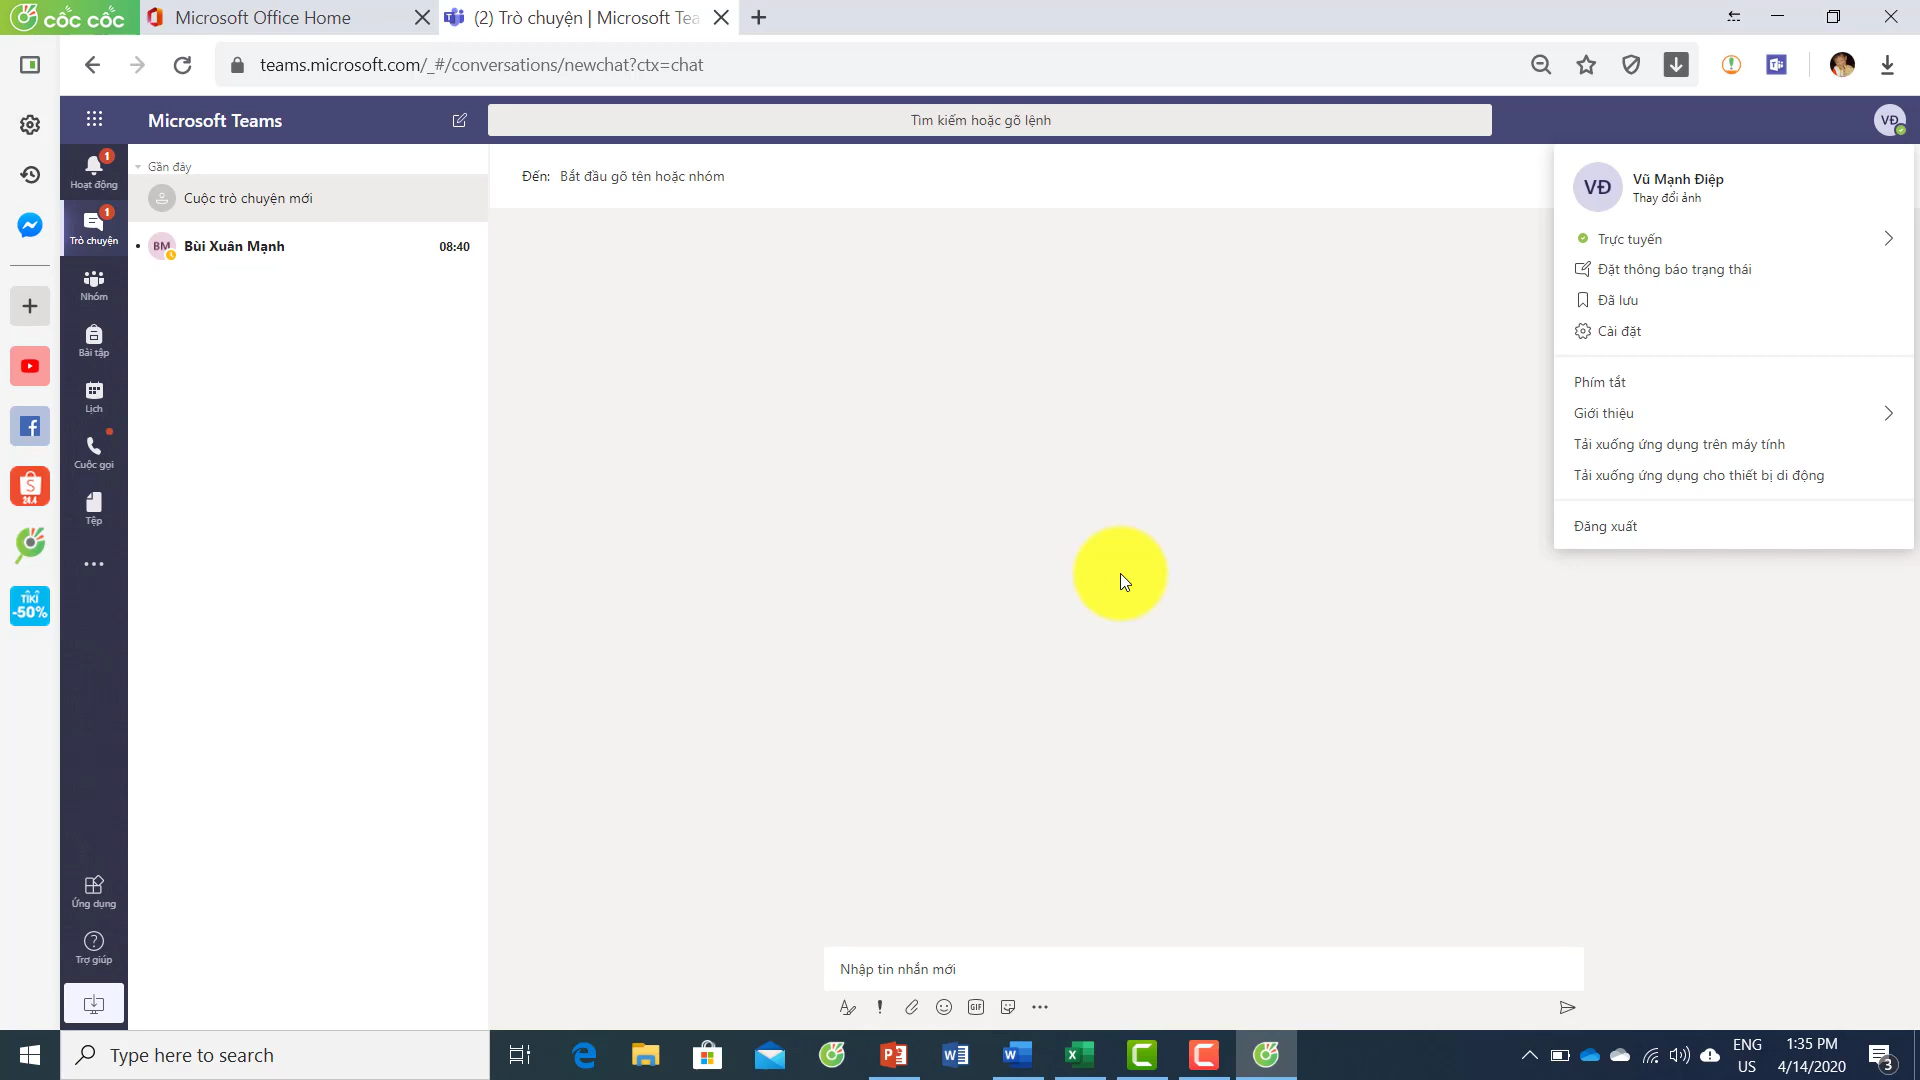 cốc cốc
Microsoft Office Home
(2) Trò chuyện | Microsoft Tea
teams.microsoft.com/_#/conversations/newchat?ctx=chat
Microsoft Teams
Tìm kiếm hoặc gõ lệnh
VĐ
1
Hoạt động
1
Trò chuyện
Nhóm
Bài tập
Lịch
Cuộc gọi
Tệp
Ứng dụng
Trợ giúp
Gần đây
Cuộc trò chuyện mới
BM
Bùi Xuân Mạnh
08:40
Đến: Bắt đầu gõ tên hoặc nhóm
VĐ
Vũ Mạnh Điệp
Thay đổi ảnh
Trực tuyến
Đặt thông báo trạng thái
Đã lưu
Cài đặt
Phím tắt
Giới thiệu
Tải xuống ứng dụng trên máy tính
Tải xuống ứng dụng cho thiết bị di động
Đăng xuất
S
24.4
TIKI
-50%
Nhập tin nhắn mới
GIF
Type here to search
ENG
US
1:35 PM
4/14/2020
3